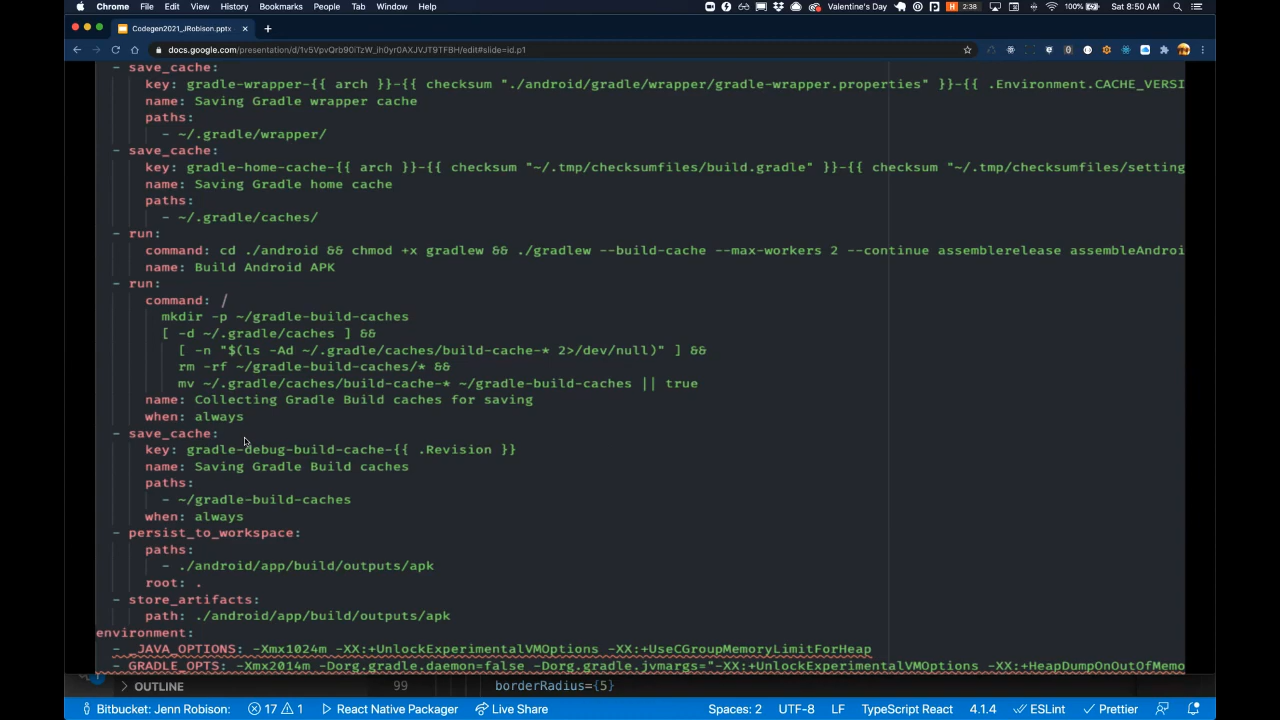 Chrome File Edit View History Bookmarks People Tab Window Help Valentine's Day 2:38 100% Sat 8:50 AM
Codegen2021_JRobison.pptx
docs.google.com/presentation/d/1v5VpvQrb90iTzW_ih0yr0AXJVJT9TFBH/edit#slide=id.p1
- save_cache:
key: gradle-wrapper-{{ arch }}-{{ checksum "./android/gradle/wrapper/gradle-wrapper.properties" }}-{{ .Environment.CACHE_VERSI
name: Saving Gradle wrapper cache
paths:
- ~/.gradle/wrapper/
- save_cache:
key: gradle-home-cache-{{ arch }}-{{ checksum "~/.tmp/checksumfiles/build.gradle" }}-{{ checksum "~/.tmp/checksumfiles/setting
name: Saving Gradle home cache
paths:
- ~/.gradle/caches/
- run:
command: cd ./android && chmod +x gradlew && ./gradlew --build-cache --max-workers 2 --continue assemblerelease assembleAndroi
name: Build Android APK
- run:
command: /
mkdir -p ~/gradle-build-caches
[ -d ~/.gradle/caches ] &&
[ -n "$(ls -Ad ~/.gradle/caches/build-cache-* 2>/dev/null)" ] &&
rm -rf ~/gradle-build-caches/* &&
mv ~/.gradle/caches/build-cache-* ~/gradle-build-caches || true
name: Collecting Gradle Build caches for saving
when: always
- save_cache:
key: gradle-debug-build-cache-{{ .Revision }}
name: Saving Gradle Build caches
paths:
- ~/gradle-build-caches
when: always
- persist_to_workspace:
paths:
- ./android/app/build/outputs/apk
root: .
- store_artifacts:
path: ./android/app/build/outputs/apk
environment:
- _JAVA_OPTIONS: -Xmx1024m -XX:+UnlockExperimentalVMOptions -XX:+UseCGroupMemoryLimitForHeap
- GRADLE_OPTS: -Xmx2014m -Dorg.gradle.daemon=false -Dorg.gradle.jvmargs="-XX:+UnlockExperimentalVMOptions -XX:+HeapDumpOnOutOfMemo
OUTLINE 99 borderRadius={5}
Bitbucket: Jenn Robison: 17 1 React Native Packager Live Share Spaces: 2 UTF-8 LF TypeScript React 4.1.4 ESLint Prettier